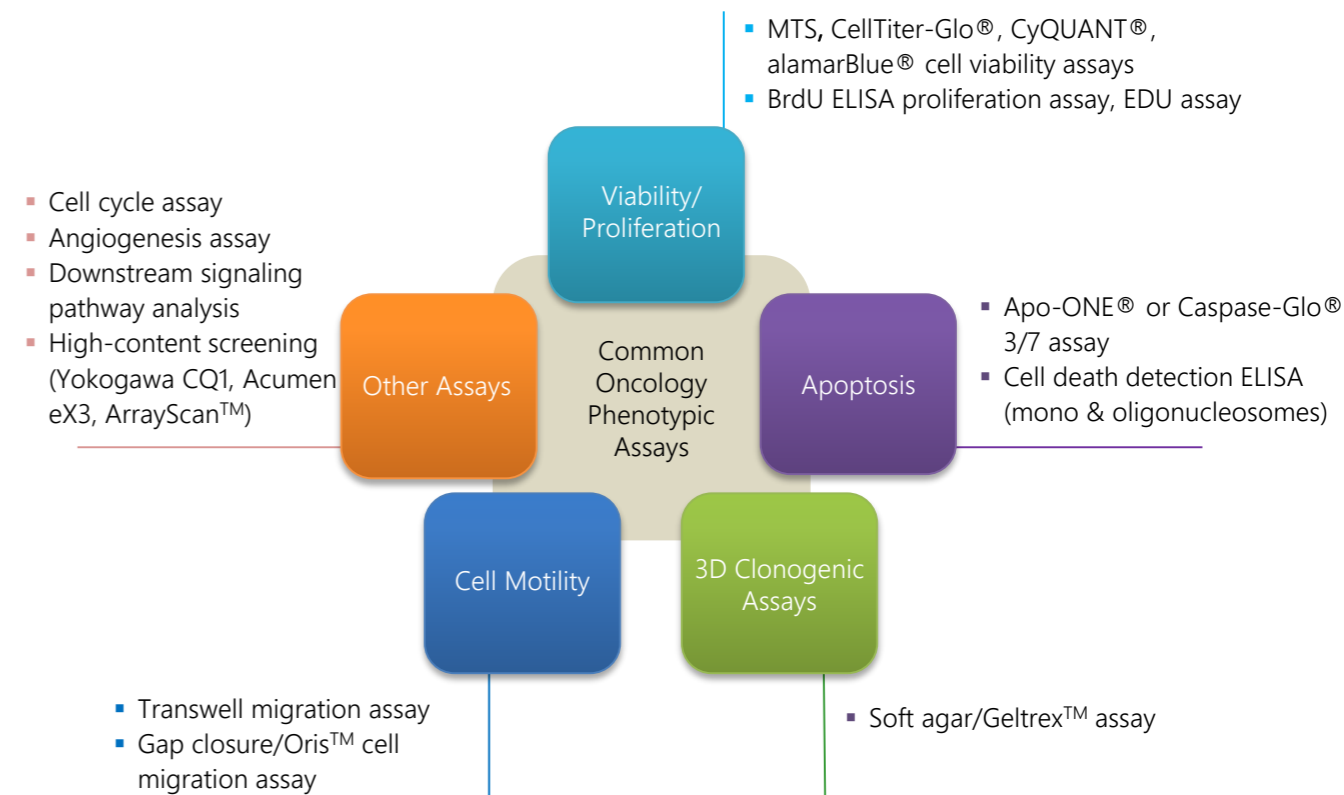 ▪ MTS, CellTiter-Glo®, CyQUANT®,
alamarBlue® cell viability assays
▪ BrdU ELISA proliferation assay, EDU assay
Viability/
Proliferation
▪ Cell cycle assay
▪ Angiogenesis assay
▪ Downstream signaling
pathway analysis
▪ High-content screening
(Yokogawa CQ1, Acumen
eX3, ArrayScan™)
Other Assays
Common
Oncology
Phenotypic
Assays
Apoptosis
▪ Apo-ONE® or Caspase-Glo®
3/7 assay
▪ Cell death detection ELISA
(mono & oligonucleosomes)
Cell Motility
3D Clonogenic
Assays
▪ Transwell migration assay
▪ Gap closure/Oris™ cell
migration assay
▪ Soft agar/Geltrex™ assay